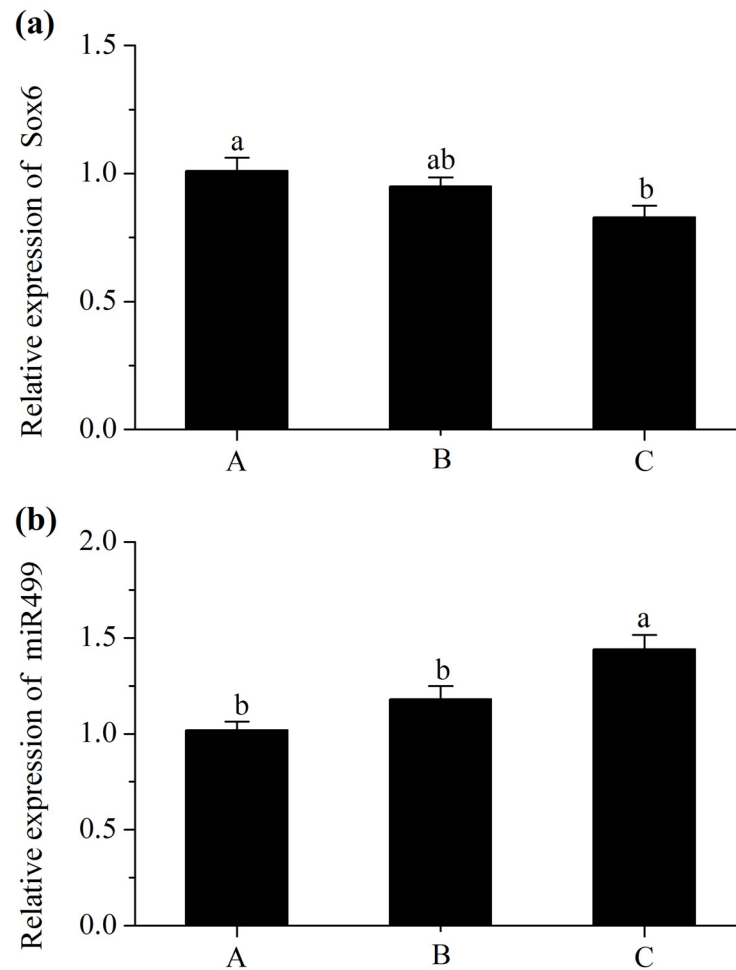 (a)
Relative expression of Sox6
1.5
1.0
0.5
0.0
a
ab
b
A
B
C
(b)
Relative expression of miR499
2.0
1.5
1.0
0.5
0.0
b
b
a
A
B
C